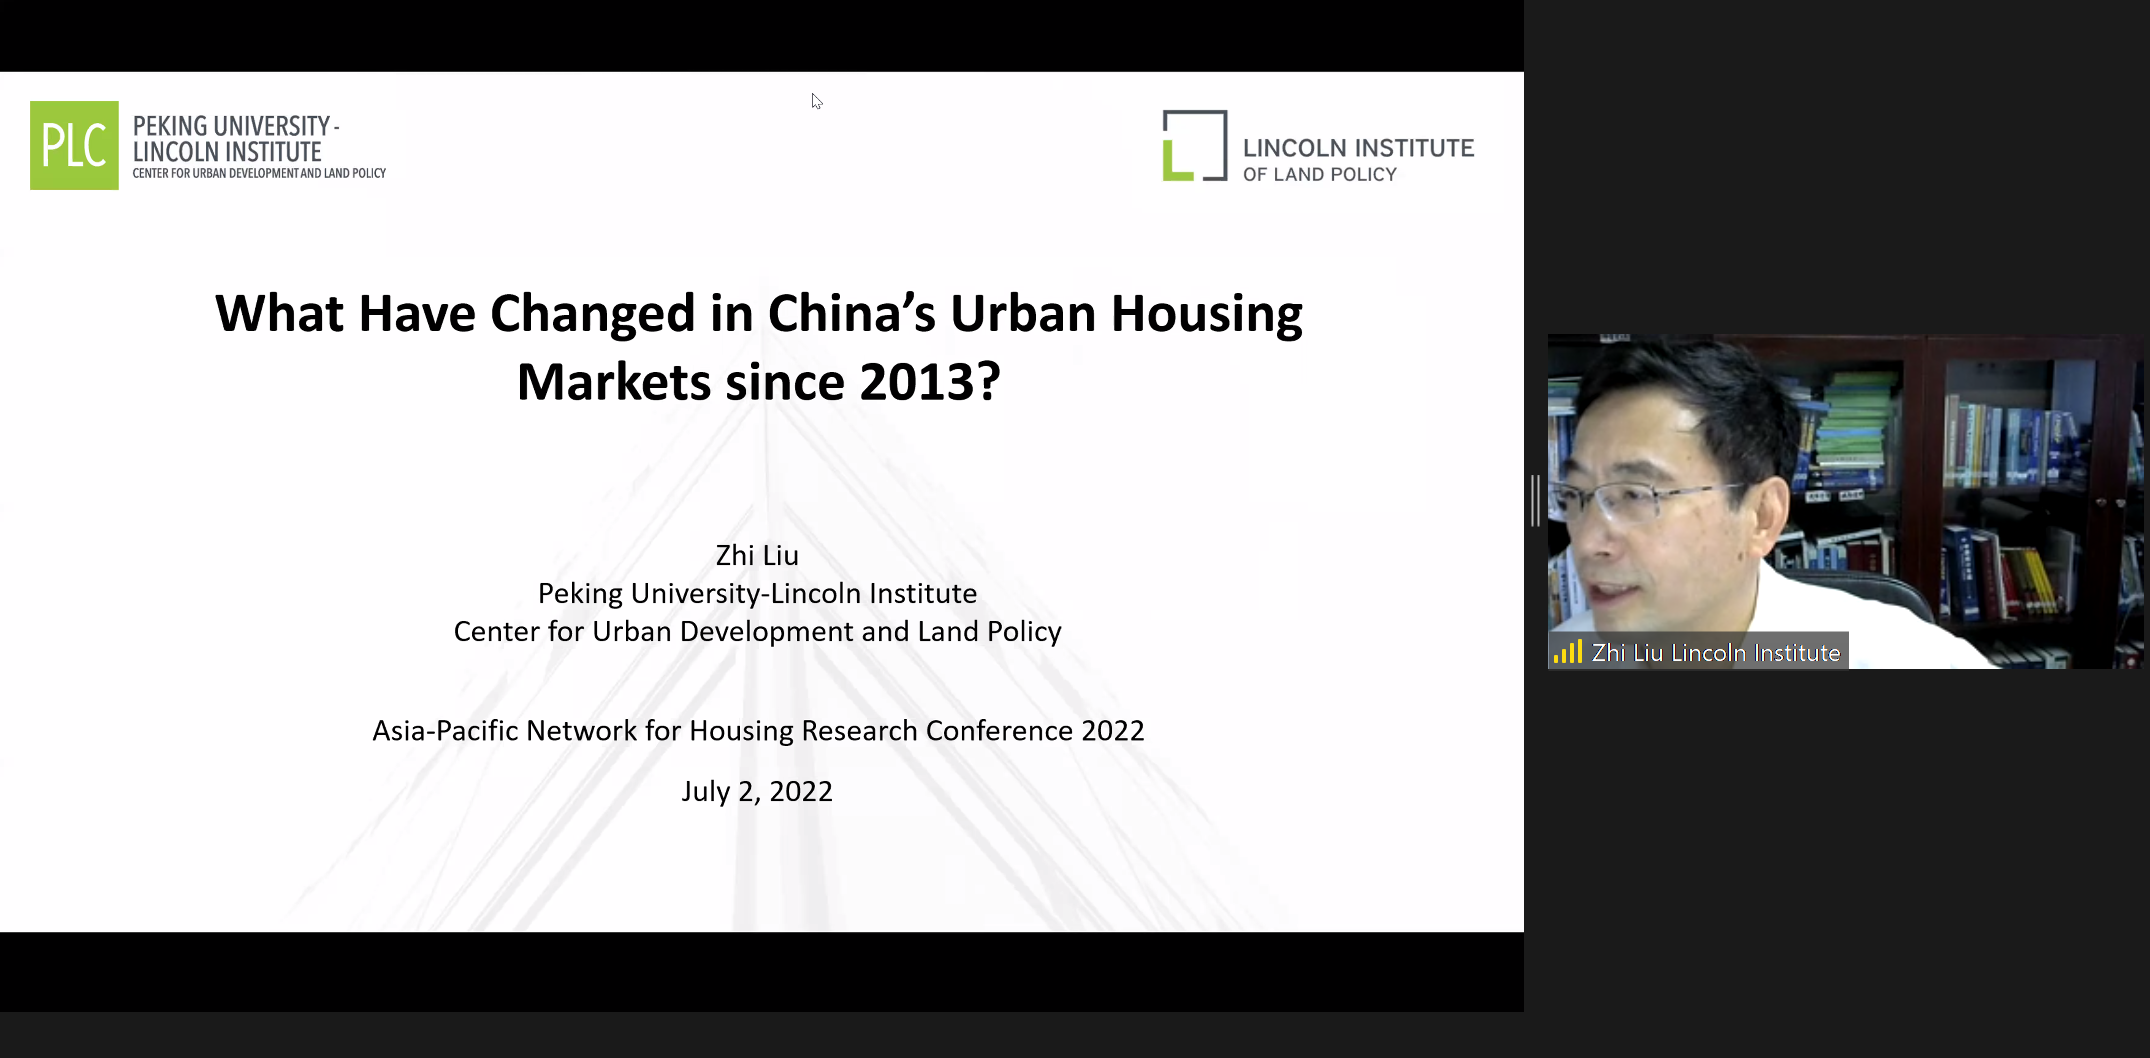 PLC
PEKING UNIVERSITY -
LINCOLN INSTITUTE
CENTER FOR URBAN DEVELOPMENT AND LAND POLICY
LINCOLN INSTITUTE
OF LAND POLICY
What Have Changed in China’s Urban Housing
Markets since 2013?
Zhi Liu
Peking University-Lincoln Institute
Center for Urban Development and Land Policy
Asia-Pacific Network for Housing Research Conference 2022
July 2, 2022
Zhi Liu Lincoln Institute